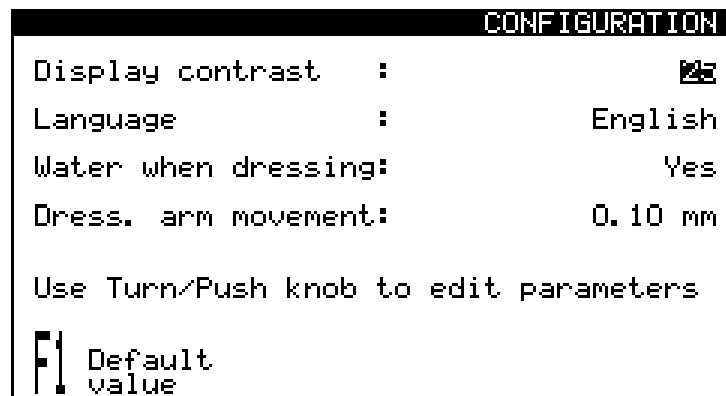 CONFIGURATION
Display contrast : 25
Language : English
Water when dressing: Yes
Dress. arm movement: 0.10 mm
Use Turn/Push knob to edit parameters
F1 Default
value